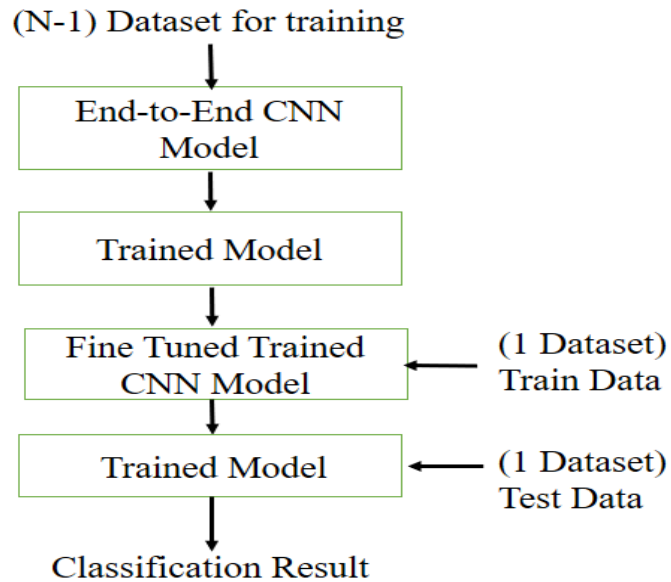 (N-1) Dataset for training
End-to-End CNN
Model
Trained Model
Fine Tuned Trained
CNN Model
(1 Dataset)
Train Data
Trained Model
(1 Dataset)
Test Data
Classification Result